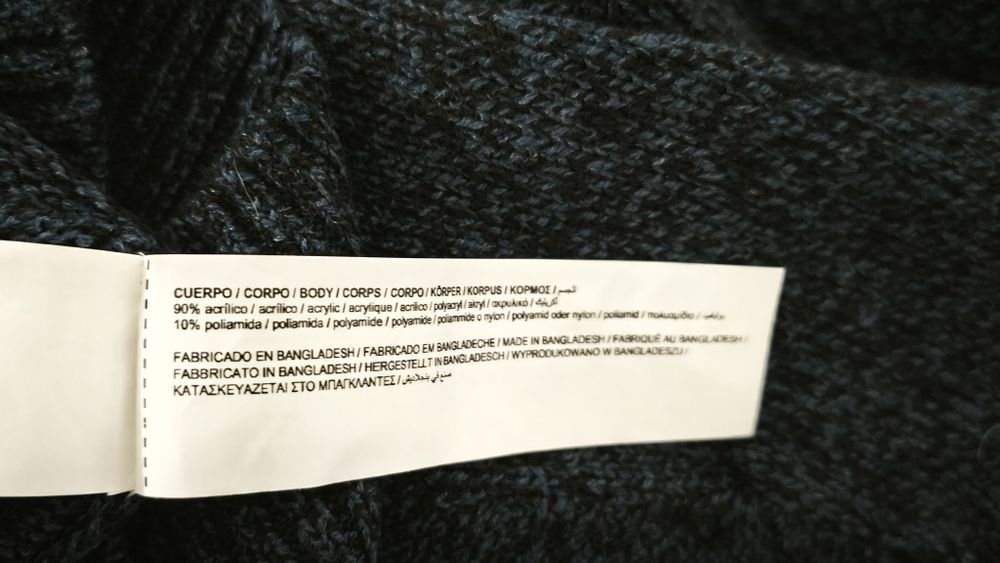 CUERPO / CORPO / BODY / CORPS / CORPO / KÖRPER / KORPUS / ΚΟΡΜΟΣ / الجسم
90% acrílico / acrílico / acrylic / acrylique / acrilico / polyacryl / akryl / ακρυλικό / أكريليك
10% poliamida / poliamida / polyamide / polyamide / poliammide o nylon / polyamid oder nylon / poliamid / πολυαμίδιο /
FABRICADO EN BANGLADESH / FABRICADO EM BANGLADECHE / MADE IN BANGLADESH / FABRIQUÉ AU BANGLADESH /
FABBRICATO IN BANGLADESH / HERGESTELLT IN BANGLADESCH / WYPRODUKOWANO W BANGLADESZU /
ΚΑΤΑΣΚΕΥΑΖΕΤΑΙ ΣΤΟ ΜΠΑΓΚΛΑΝΤΕΣ / صنع في بنجلاديش